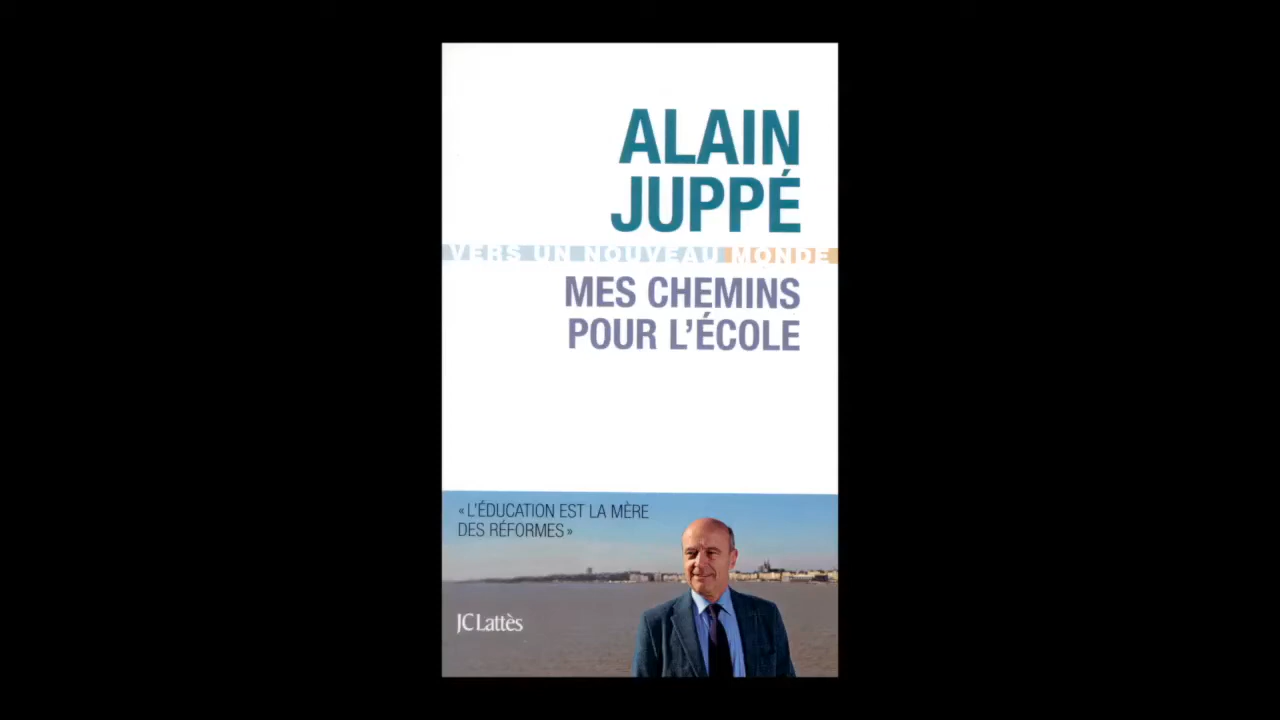 ALAIN
JUPPÉ
VERS UN NOUVEAU MONDE
MES CHEMINS
POUR L'ÉCOLE
« L'ÉDUCATION EST LA MÈRE
DES RÉFORMES »
JC Lattès